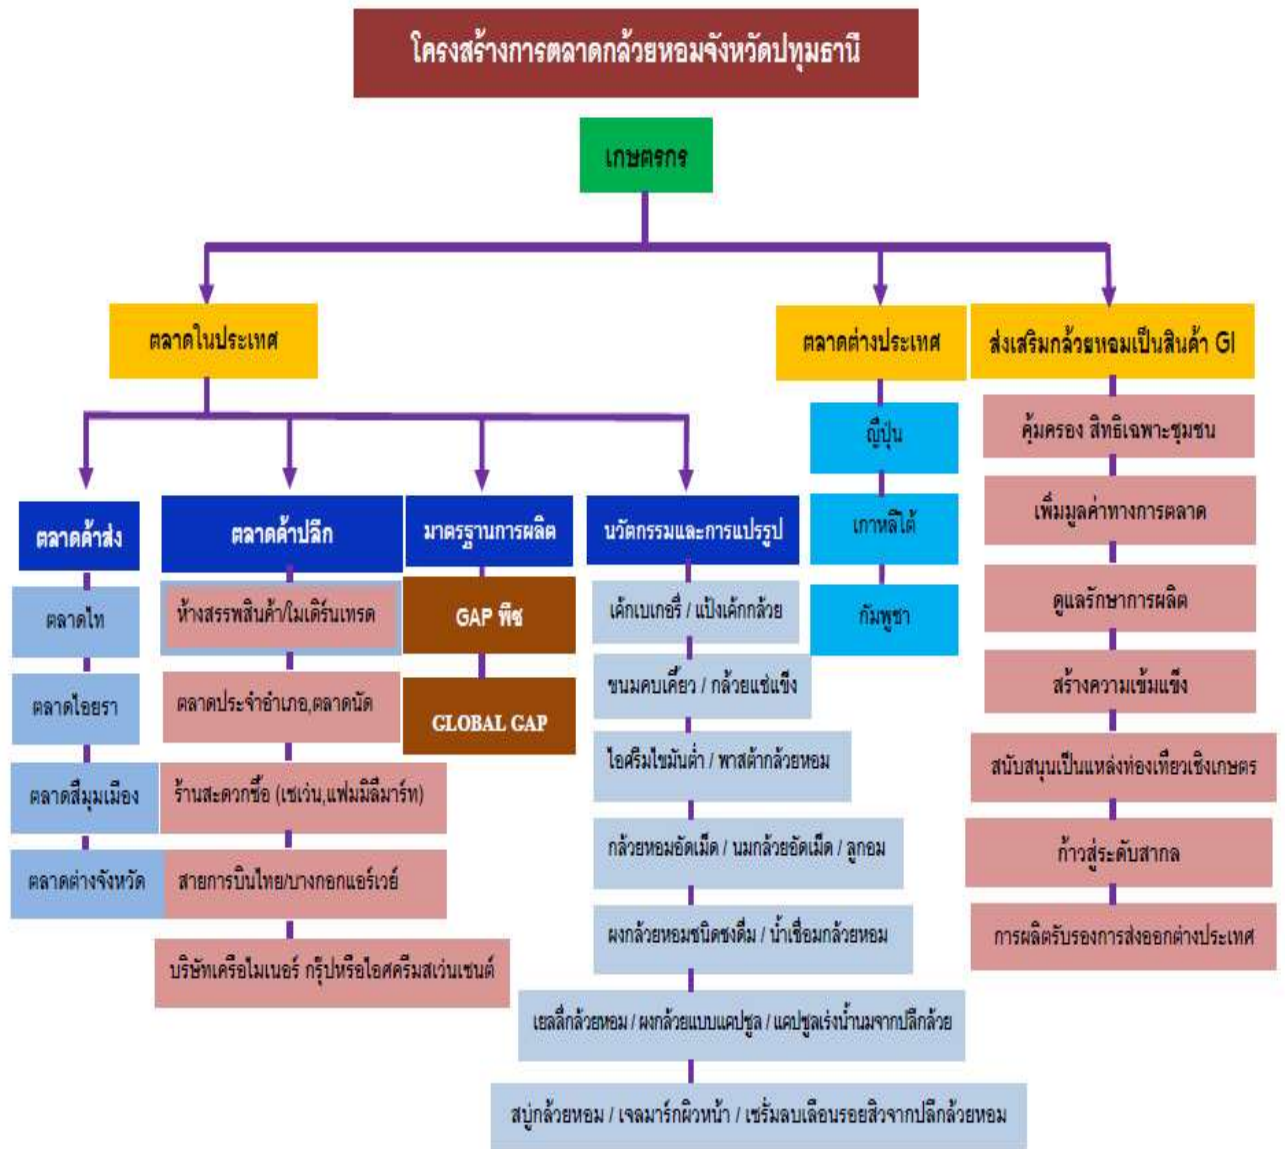 โครงสร้างการตลาดกล้วยหอมจังหวัดปทุมธานี
เกษตรกร
ตลาดในประเทศ
ตลาดต่างประเทศ
ส่งเสริมกล้วยหอมเป็นสินค้า GI
ตลาดค้าส่ง
ตลาดไท
ตลาดไอยรา
ตลาดสี่มุมเมือง
ตลาดต่างจังหวัด
ตลาดค้าปลีก
ห้างสรรพสินค้า/โมเดิร์นเทรด
ตลาดประจำอำเภอ,ตลาดนัด
ร้านสะดวกซื้อ (เซเว่น,แฟมมิลี่มาร์ท)
สายการบินไทย/บางกอกแอร์เวย์
บริษัทเครือไมเนอร์ กรุ๊ปหรือไอศครีมสเว่นเซนต์
มาตรฐานการผลิต
GAP พืช
GLOBAL GAP
นวัตกรรมและการแปรรูป
เค้กเบเกอรี่ / แป้งเค้กกล้วย
ขนมคบเคี้ยว / กล้วยแช่แข็ง
ไอศรีมไขมันต่ำ / พาสต้ากล้วยหอม
กล้วยหอมอัดเม็ด / นมกล้วยอัดเม็ด / ลูกอม
ผงกล้วยหอมชนิดชงดื่ม / น้ำเชื่อมกล้วยหอม
เยลลี่กล้วยหอม / ผงกล้วยแบบแคปซูล / แคปซูลเร่งน้ำนมจากปลีกล้วย
สบู่กล้วยหอม / เจลมาร์กผิวหน้า / เซรั่มลบเลือนรอยสิวจากปลีกล้วยหอม
ญี่ปุ่น
เกาหลีใต้
กัมพูชา
คุ้มครอง สิทธิเฉพาะชุมชน
เพิ่มมูลค่าทางการตลาด
ดูแลรักษาการผลิต
สร้างความเข้มแข็ง
สนับสนุนเป็นแหล่งท่องเที่ยวเชิงเกษตร
ก้าวสู่ระดับสากล
การผลิตรับรองการส่งออกต่างประเทศ